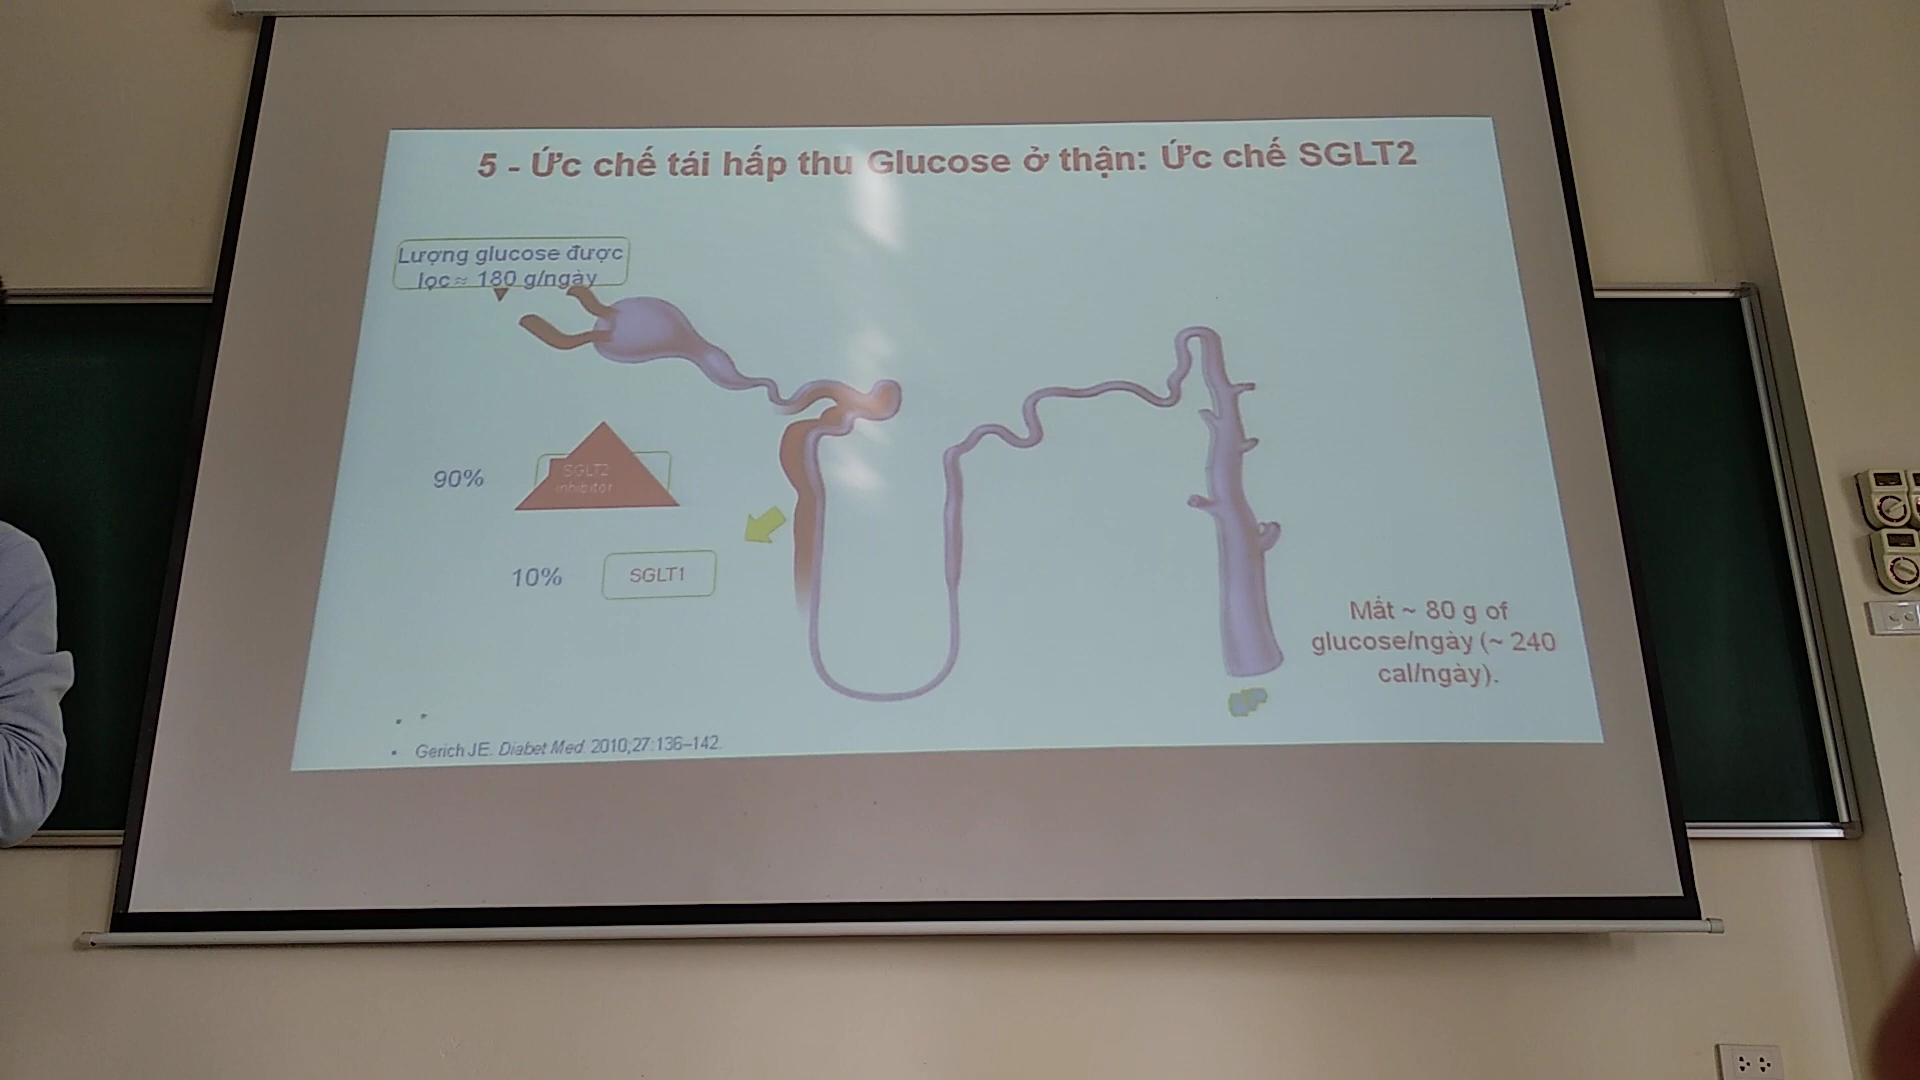 5 - Ức chế tái hấp thu Glucose ở thận: Ức chế SGLT2
Lượng glucose được
lọc ≈ 180 g/ngày
90%
SGLT2
inhibitor
10%
SGLT1
Mất ~ 80 g of
glucose/ngày (~ 240
cal/ngày).
• Gerich JE. Diabet Med. 2010;27:136–142.